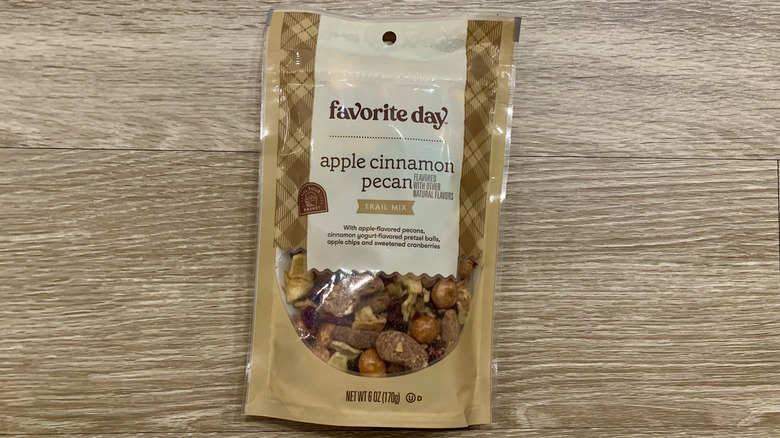 favorite day™
apple cinnamon
pecan
FLAVORED
WITH OTHER
NATURAL FLAVORS
TRAIL MIX
With apple-flavored pecans,
cinnamon yogurt-flavored pretzel balls,
apple chips and sweetened cranberries
NET WT 6 OZ (170g) U D